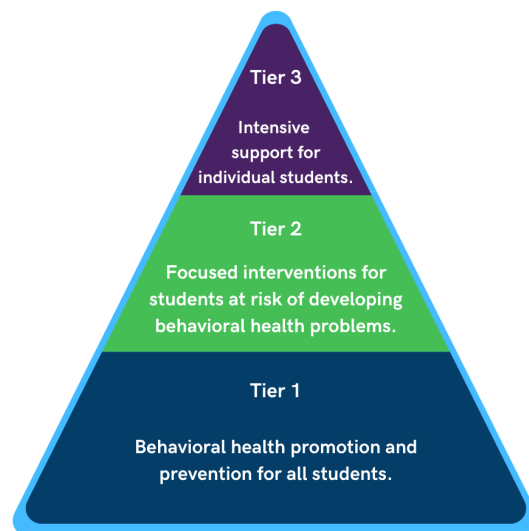 Tier 3
Intensive
support for
individual students.
Tier 2
Focused interventions for
students at risk of developing
behavioral health problems.
Tier 1
Behavioral health promotion and
prevention for all students.